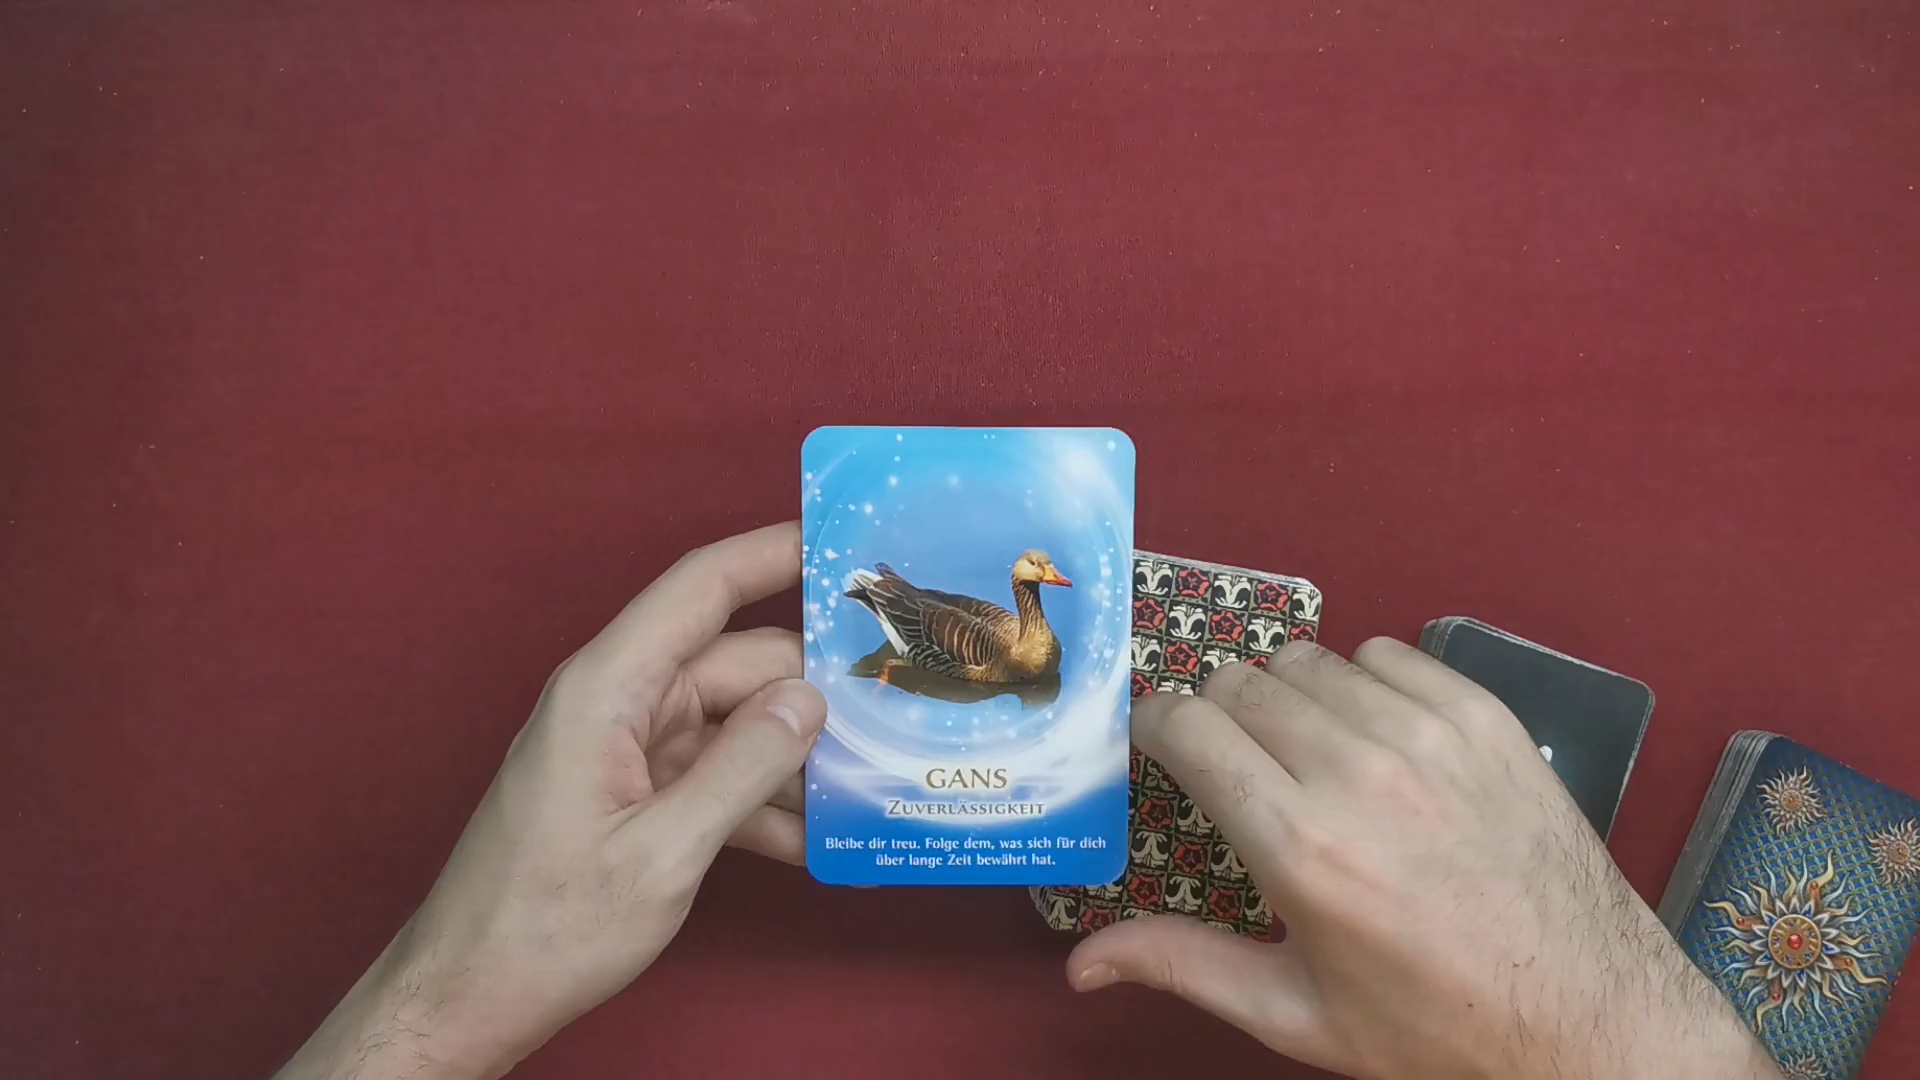 GANS
ZUVERLÄSSIGKEIT
Bleibe dir treu. Folge dem, was sich für dich
über lange Zeit bewährt hat.